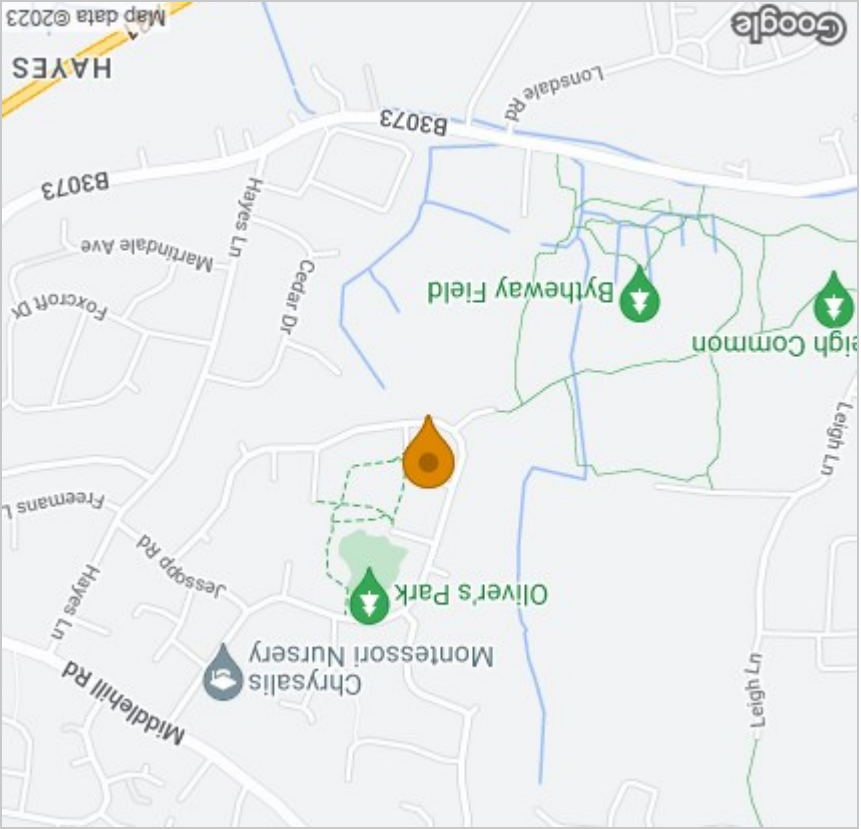 Leigh Ln
Middlehill Rd
Chrysalis
Montessori Nursery
Oliver's Park
Hayes Ln
Jessopp Rd
Freemans L
Leigh Ln
eigh Common
Bytheway Field
Cedar Dr
Foxcroft Dr
Martindale Ave
Hayes Ln
B3073
B3073
Lonsdale Rd
HAYES
Google
Map data ©2023